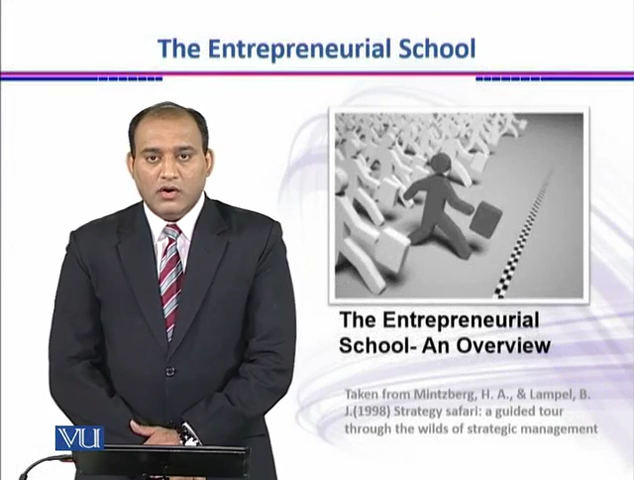 The Entrepreneurial School
The Entrepreneurial
School- An Overview
Taken from Mintzberg, H. A., & Lampel, B.
J.(1998) Strategy safari: a guided tour
through the wilds of strategic management
VU